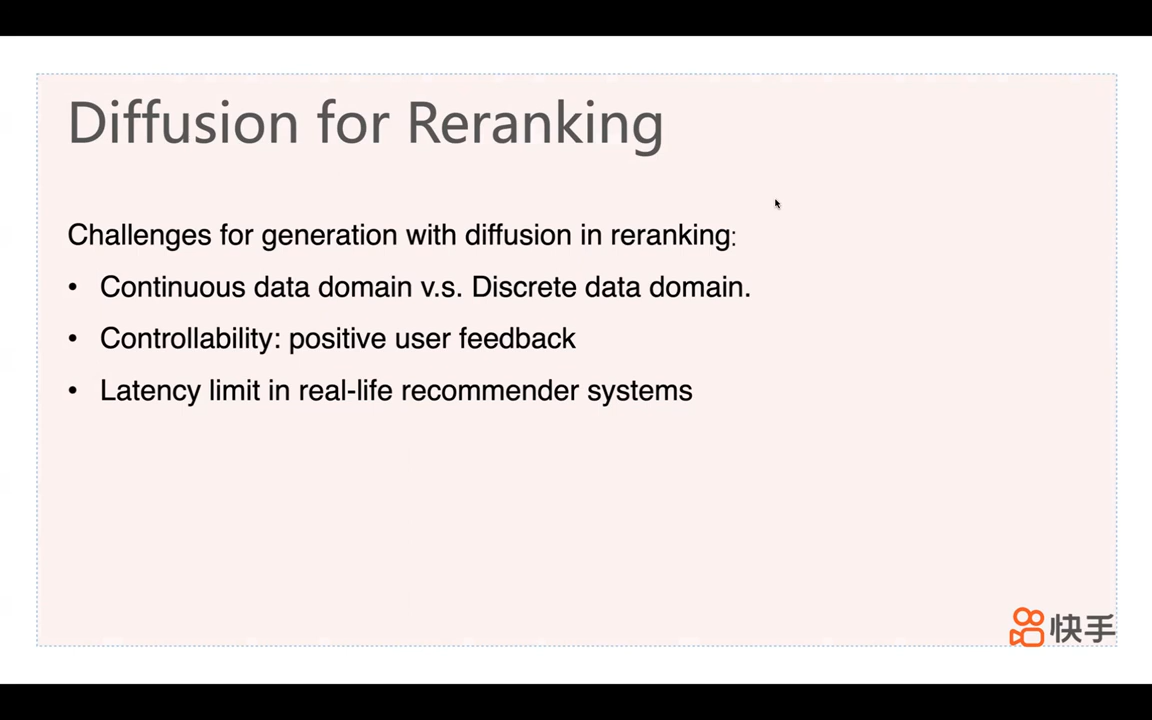 Diffusion for Reranking
Challenges for generation with diffusion in reranking:
• Continuous data domain v.s. Discrete data domain.
• Controllability: positive user feedback
• Latency limit in real-life recommender systems
快手